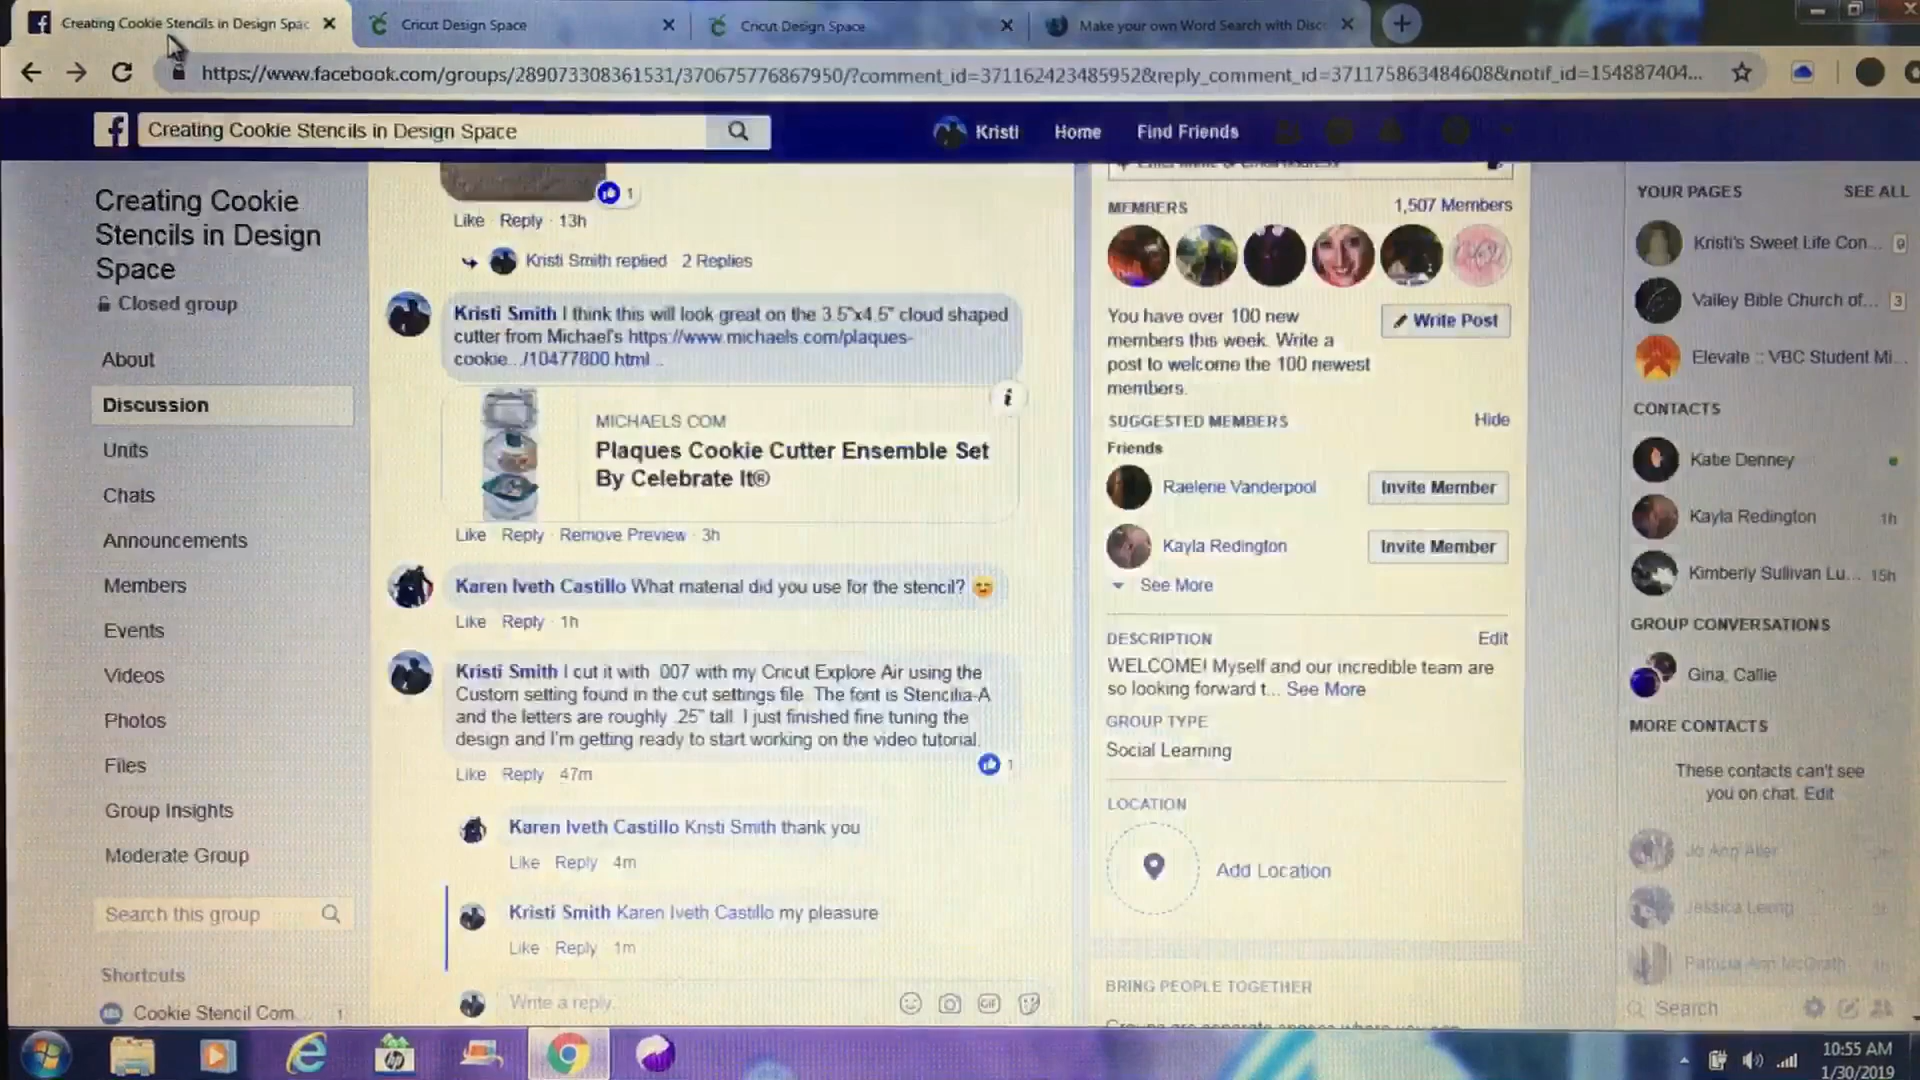 Creating Cookie Stencils in Design Spac
Cricut Design Space
Cricut Design Space
Make your own Word Search with Disc
https://www.facebook.com/groups/289073308361531/370675776867950/?comment_id=371162423485952&reply_comment_id=371175863484608&notif_id=154887404...
Creating Cookie Stencils in Design Space
Kristi
Home
Find Friends
Creating Cookie
Stencils in Design
Space
Closed group
About
Discussion
Units
Chats
Announcements
Members
Events
Videos
Photos
Files
Group Insights
Moderate Group
Search this group
Shortcuts
Cookie Stencil Com... 1
1
Like Reply · 13h
Kristi Smith replied · 2 Replies
Kristi Smith I think this will look great on the 3.5"x4.5" cloud shaped
cutter from Michael's https://www.michaels.com/plaques-
cookie.../10477800.html...
MICHAELS.COM
Plaques Cookie Cutter Ensemble Set
By Celebrate It®
Like · Reply · Remove Preview · 3h
Karen Iveth Castillo What material did you use for the stencil? 😊
Like · Reply · 1h
Kristi Smith I cut it with .007 with my Cricut Explore Air using the
Custom setting found in the cut settings file. The font is Stencilia-A
and the letters are roughly .25" tall. I just finished fine tuning the
design and I'm getting ready to start working on the video tutorial.
1
Like · Reply · 47m
Karen Iveth Castillo Kristi Smith thank you
Like · Reply · 4m
Kristi Smith Karen Iveth Castillo my pleasure
Like · Reply · 1m
Write a reply...
GIF
MEMBERS
1,507 Members
You have over 100 new
members this week. Write a
post to welcome the 100 newest
members.
Write Post
SUGGESTED MEMBERS
Hide
Friends
Raelene Vanderpool
Invite Member
Kayla Redington
Invite Member
See More
DESCRIPTION
Edit
WELCOME! Myself and our incredible team are
so looking forward t... See More
GROUP TYPE
Social Learning
LOCATION
Add Location
BRING PEOPLE TOGETHER
YOUR PAGES
SEE ALL
Kristi's Sweet Life Con... 9
Valley Bible Church of... 3
Elevate :: VBC Student Mi...
CONTACTS
Katie Denney
Kayla Redington 1h
Kimberly Sullivan Lu... 15h
GROUP CONVERSATIONS
Gina, Callie
MORE CONTACTS
These contacts can't see
you on chat. Edit
Jo Ann Aller
Jessica Leong
Patricia Ann McGrath
Search
hp
10:55 AM
1/30/2019